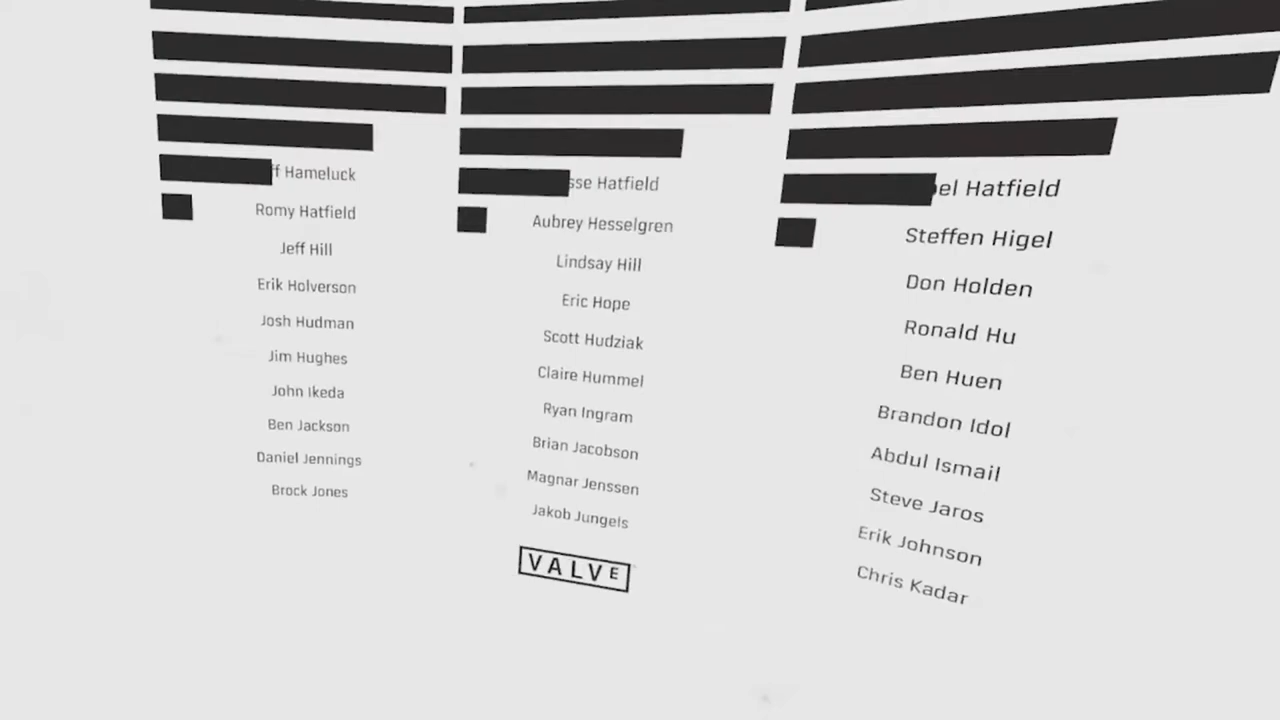 Hameluck
Hatfield
Hatfield
Romy Hatfield
Aubrey Hesselgren
Steffen Higel
Jeff Hill
Lindsay Hill
Don Holden
Erik Holverson
Eric Hope
Ronald Hu
Josh Hudman
Scott Hudziak
Ben Huen
Jim Hughes
Claire Hummel
Brandon Idol
John Ikeda
Ryan Ingram
Abdul Ismail
Ben Jackson
Brian Jacobson
Steve Jaros
Daniel Jennings
Magnar Jenssen
Erik Johnson
Brock Jones
Jakob Jungels
Chris Kadar
VALVE